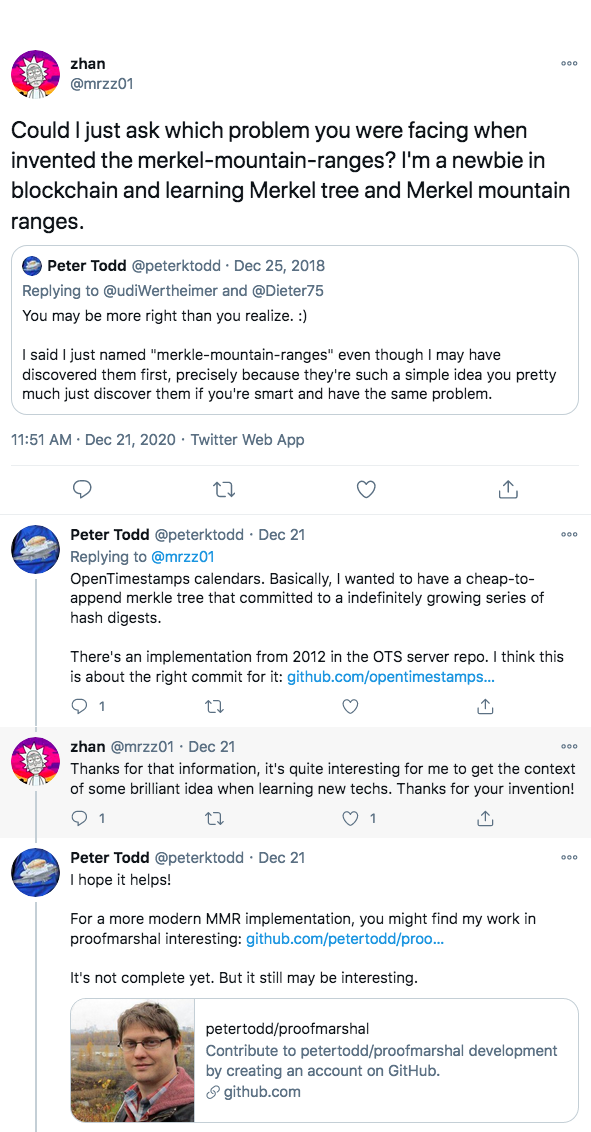 zhan
@mrzz01
Could I just ask which problem you were facing when
invented the merkel-mountain-ranges? I'm a newbie in
blockchain and learning Merkel tree and Merkel mountain
ranges.
Peter Todd @peterktodd · Dec 25, 2018
Replying to @udiWertheimer and @Dieter75
You may be more right than you realize. :)
I said I just named "merkle-mountain-ranges" even though I may have
discovered them first, precisely because they're such a simple idea you pretty
much just discover them if you're smart and have the same problem.
11:51 AM · Dec 21, 2020 · Twitter Web App
Peter Todd @peterktodd · Dec 21
Replying to @mrzz01
OpenTimestamps calendars. Basically, I wanted to have a cheap-to-
append merkle tree that committed to a indefinitely growing series of
hash digests.
There's an implementation from 2012 in the OTS server repo. I think this
is about the right commit for it: github.com/opentimestamps...
1
zhan @mrzz01 · Dec 21
Thanks for that information, it's quite interesting for me to get the context
of some brilliant idea when learning new techs. Thanks for your invention!
1 1
Peter Todd @peterktodd · Dec 21
I hope it helps!
For a more modern MMR implementation, you might find my work in
proofmarshal interesting: github.com/petertodd/proo...
It's not complete yet. But it still may be interesting.
petertodd/proofmarshal
Contribute to petertodd/proofmarshal development
by creating an account on GitHub.
github.com